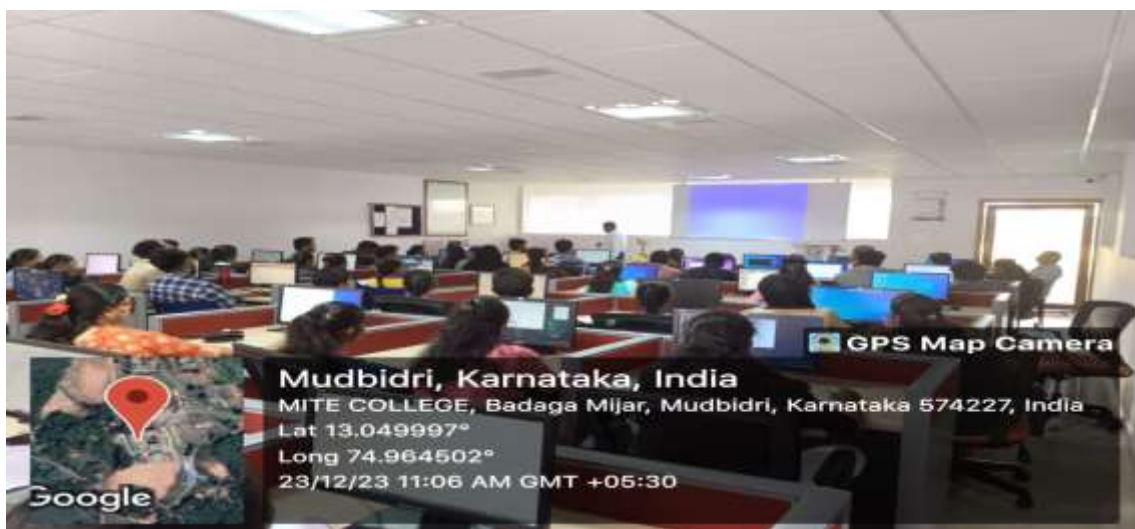 GPS Map Camera
Mudbidri, Karnataka, India
MITE COLLEGE, Badaga Mijar, Mudbidri, Karnataka 574227, India
Lat 13.049997°
Long 74.964502°
23/12/23 11:06 AM GMT +05:30
Google